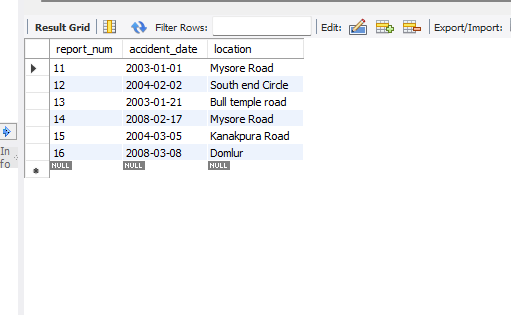 Result Grid Filter Rows: Edit: Export/Import:
report_num accident_date location
11 2003-01-01 Mysore Road
12 2004-02-02 South end Circle
13 2003-01-21 Bull temple road
14 2008-02-17 Mysore Road
15 2004-03-05 Kanakpura Road
16 2008-03-08 Domlur
NULL NULL NULL
In
fo